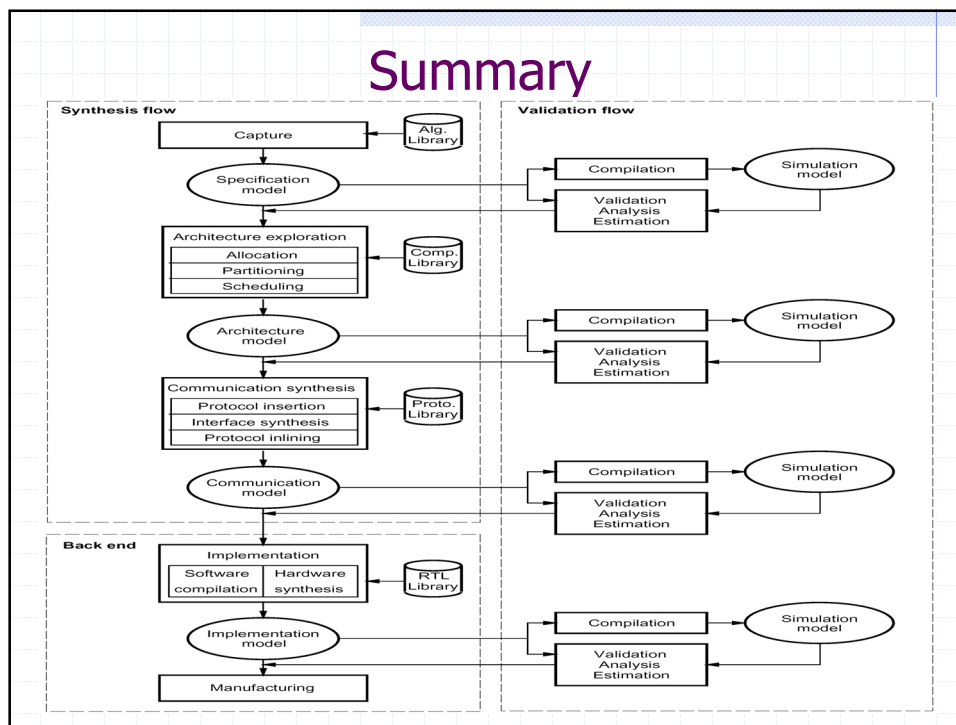 Summary
Synthesis flow
Capture
Alg.
Library
Specification
model
Architecture exploration
Allocation
Partitioning
Scheduling
Comp.
Library
Architecture
model
Communication synthesis
Protocol insertion
Interface synthesis
Protocol inlining
Proto.
Library
Communication
model
Back end
Implementation
Software
compilation
Hardware
synthesis
RTL
Library
Implementation
model
Manufacturing
Validation flow
Compilation
Simulation
model
Validation
Analysis
Estimation
Compilation
Simulation
model
Validation
Analysis
Estimation
Compilation
Simulation
model
Validation
Analysis
Estimation
Compilation
Simulation
model
Validation
Analysis
Estimation